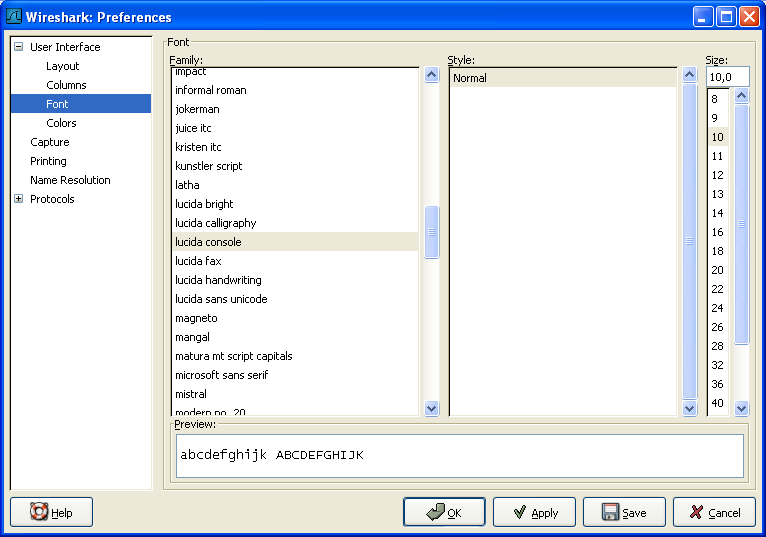 Wireshark: Preferences
User Interface
Layout
Columns
Font
Colors
Capture
Printing
Name Resolution
Protocols
Font
Family:
impact
informal roman
jokerman
juice itc
kristen itc
kunstler script
latha
lucida bright
lucida calligraphy
lucida console
lucida fax
lucida handwriting
lucida sans unicode
magneto
mangal
matura mt script capitals
microsoft sans serif
mistral
modern no. 20
Style:
Normal
Size:
10,0
8
9
10
11
12
13
14
16
18
20
22
24
26
28
32
36
40
Preview:
abcdefghijk ABCDEFGHIJK
Help
OK
Apply
Save
Cancel